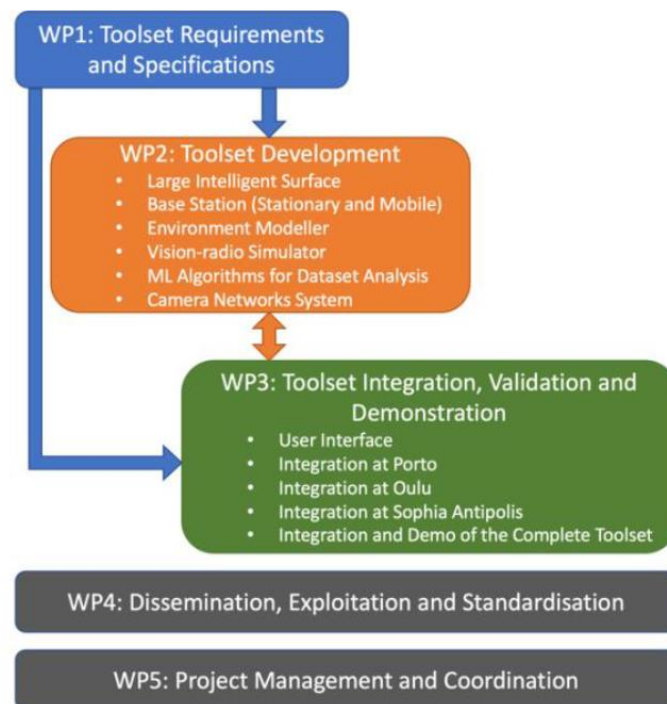 WP1: Toolset Requirements
and Specifications
WP2: Toolset Development
• Large Intelligent Surface
• Base Station (Stationary and Mobile)
• Environment Modeller
• Vision-radio Simulator
• ML Algorithms for Dataset Analysis
• Camera Networks System
WP3: Toolset Integration, Validation and
Demonstration
• User Interface
• Integration at Porto
• Integration at Oulu
• Integration at Sophia Antipolis
• Integration and Demo of the Complete Toolset
WP4: Dissemination, Exploitation and Standardisation
WP5: Project Management and Coordination